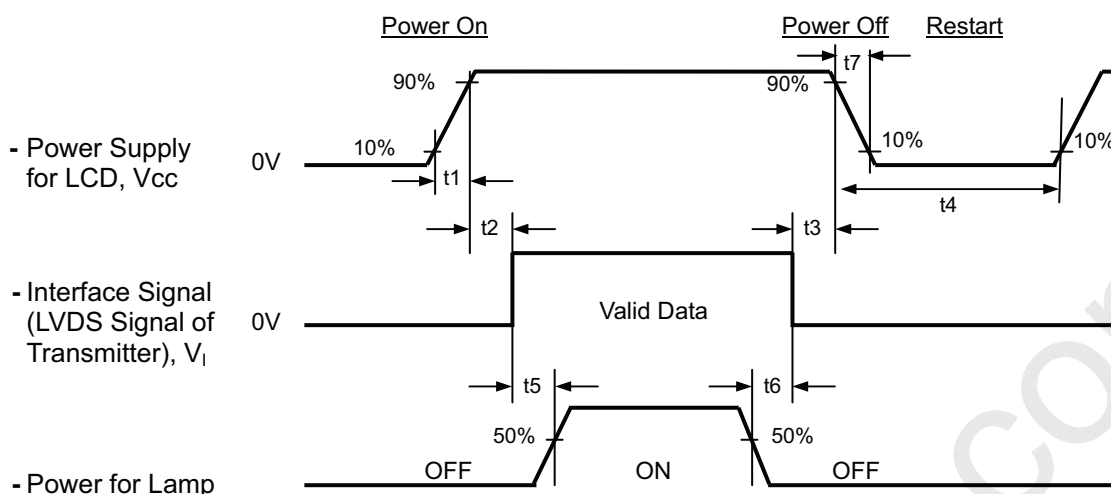 Power On
Power Off
Restart
t7
90%
90%
- Power Supply
for LCD, Vcc
0V
10%
10%
10%
t1
t4
t2
t3
- Interface Signal
(LVDS Signal of
Transmitter), VI
0V
Valid Data
t5
t6
50%
50%
- Power for Lamp
OFF
ON
OFF